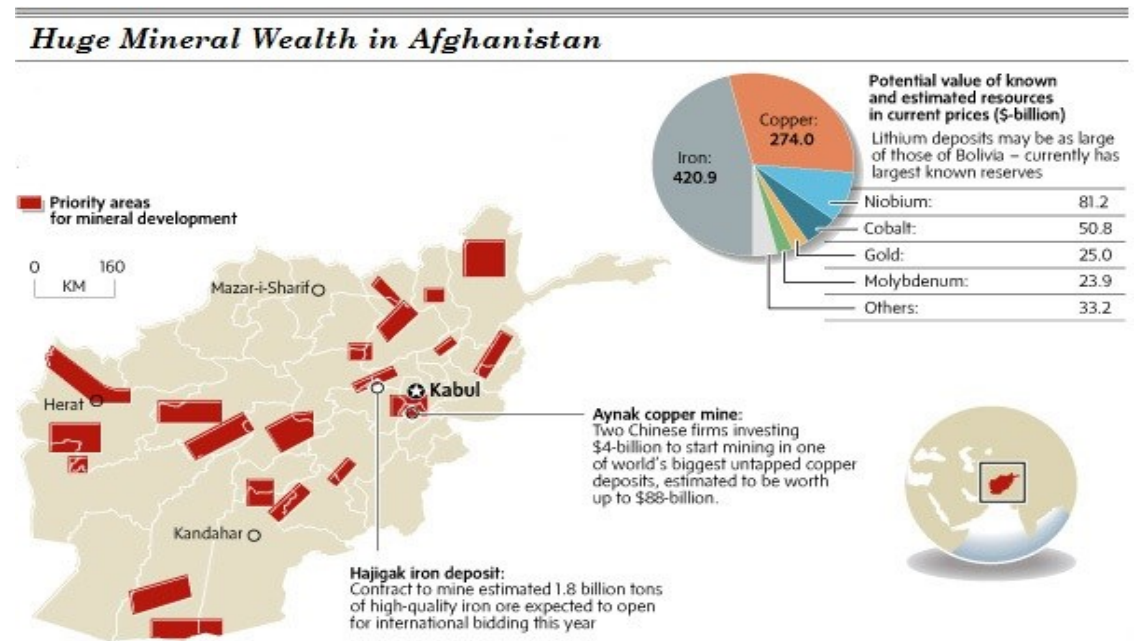 Huge Mineral Wealth in Afghanistan
Potential value of known
and estimated resources
in current prices ($-billion)
Lithium deposits may be as large
of those of Bolivia – currently has
largest known reserves
Copper:
274.0
Iron:
420.9
Niobium: 81.2
Cobalt: 50.8
Gold: 25.0
Molybdenum: 23.9
Others: 33.2
Priority areas
for mineral development
0 160
KM
Mazar-i-Sharif
Kabul
Herat
Kandahar
Aynak copper mine:
Two Chinese firms investing
$4-billion to start mining in one
of world's biggest untapped copper
deposits, estimated to be worth
up to $88-billion.
Hajigak iron deposit:
Contract to mine estimated 1.8 billion tons
of high-quality iron ore expected to open
for international bidding this year